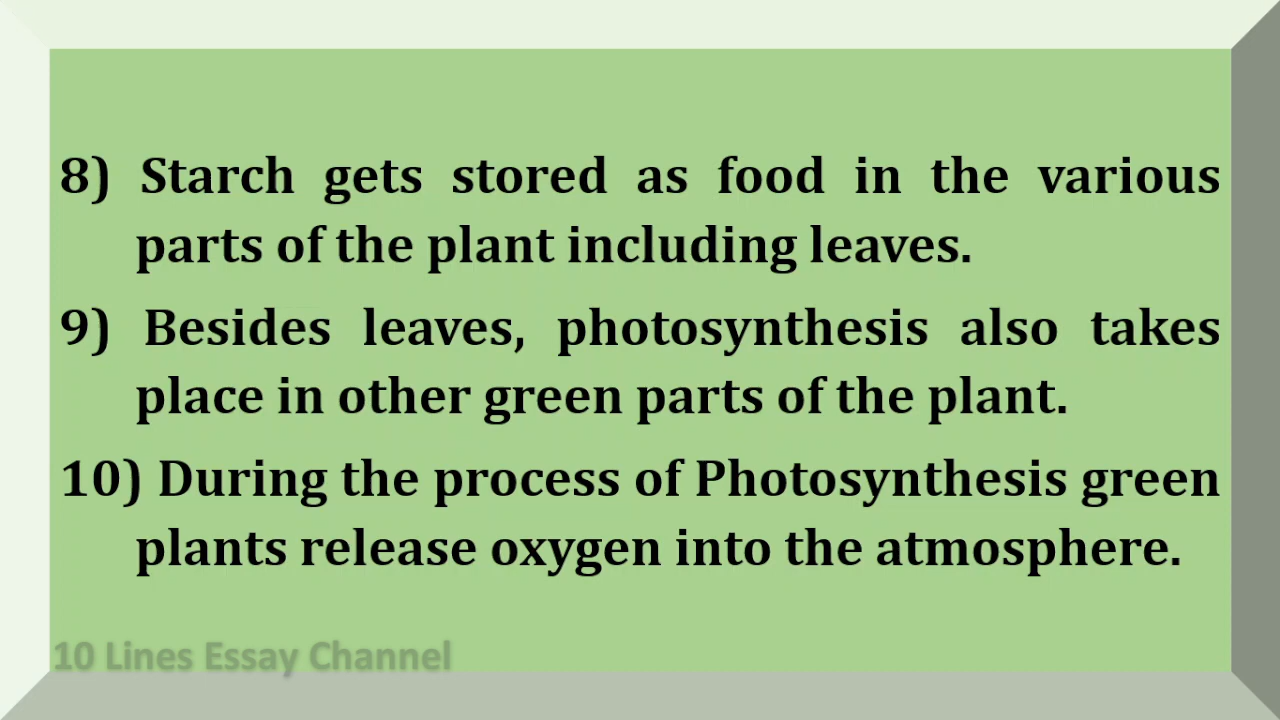 8) Starch gets stored as food in the various
parts of the plant including leaves.
9) Besides leaves, photosynthesis also takes
place in other green parts of the plant.
10) During the process of Photosynthesis green
plants release oxygen into the atmosphere.
10 Lines Essay Channel